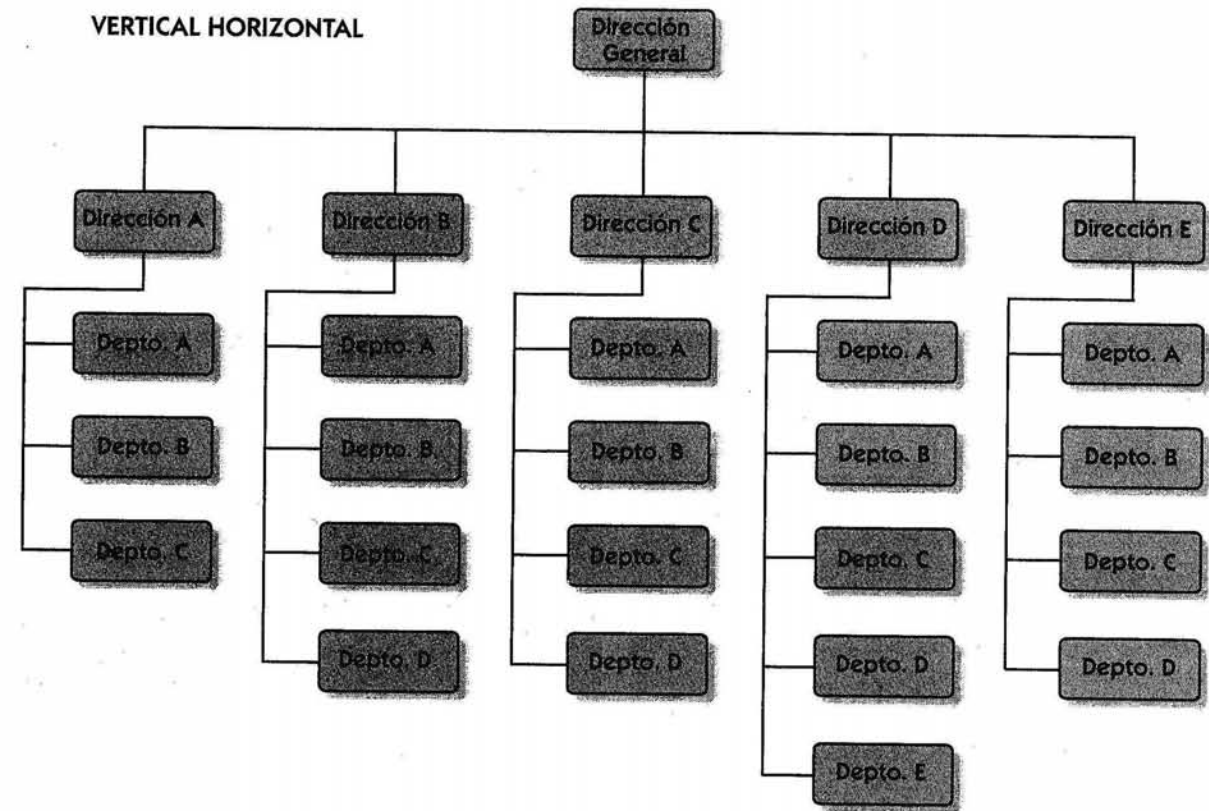 VERTICAL HORIZONTAL
Dirección
General
Dirección A
Dirección B
Dirección C
Dirección D
Dirección E
Depto. A
Depto. B
Depto. C
Depto. A
Depto. B
Depto. C
Depto. D
Depto. A
Depto. B
Depto. C
Depto. D
Depto. A
Depto. B
Depto. C
Depto. D
Depto. E
Depto. A
Depto. B
Depto. C
Depto. D